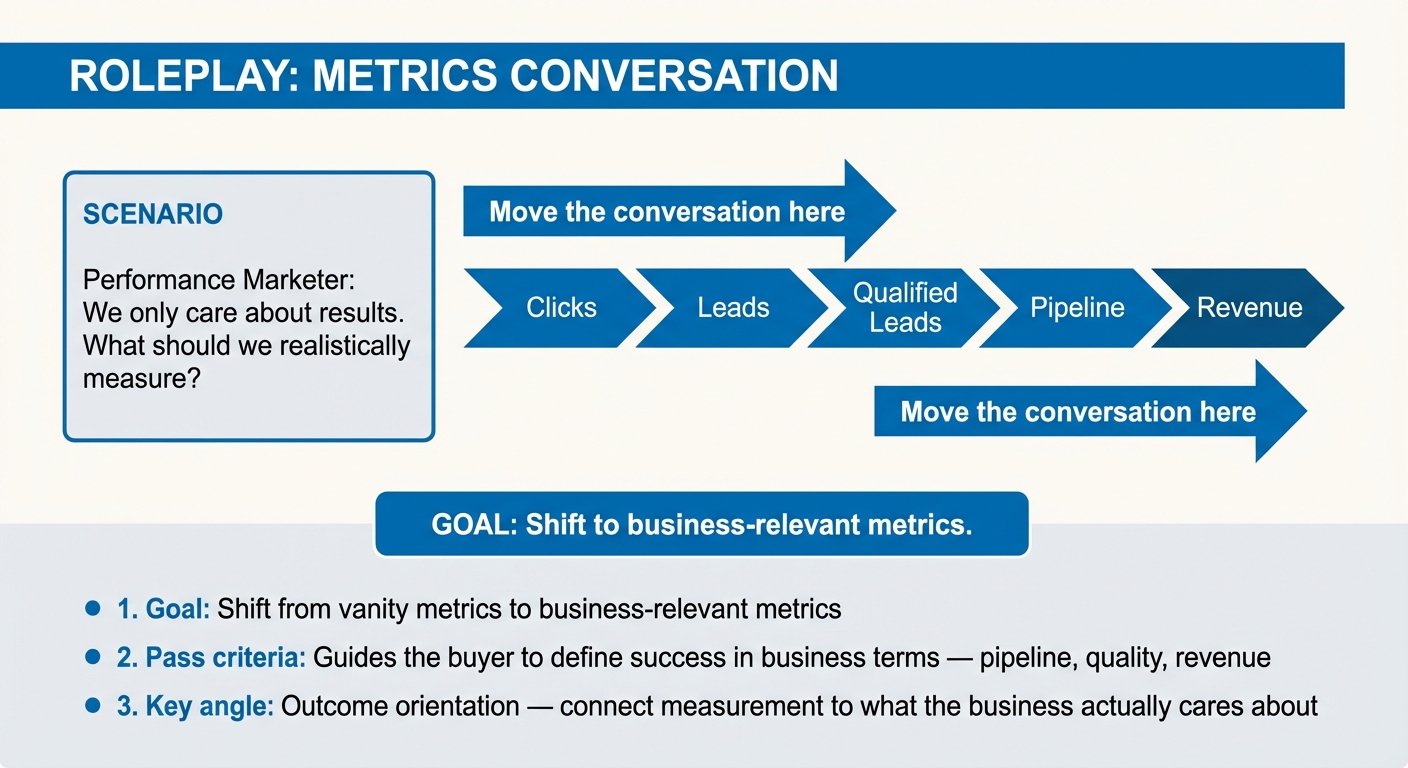 ROLEPLAY: METRICS CONVERSATION
SCENARIO
Performance Marketer:
We only care about results.
What should we realistically
measure?
Move the conversation here
Clicks
Leads
Qualified
Leads
Pipeline
Revenue
Move the conversation here
GOAL: Shift to business-relevant metrics.
● 1. Goal: Shift from vanity metrics to business-relevant metrics
● 2. Pass criteria: Guides the buyer to define success in business terms — pipeline, quality, revenue
● 3. Key angle: Outcome orientation — connect measurement to what the business actually cares about